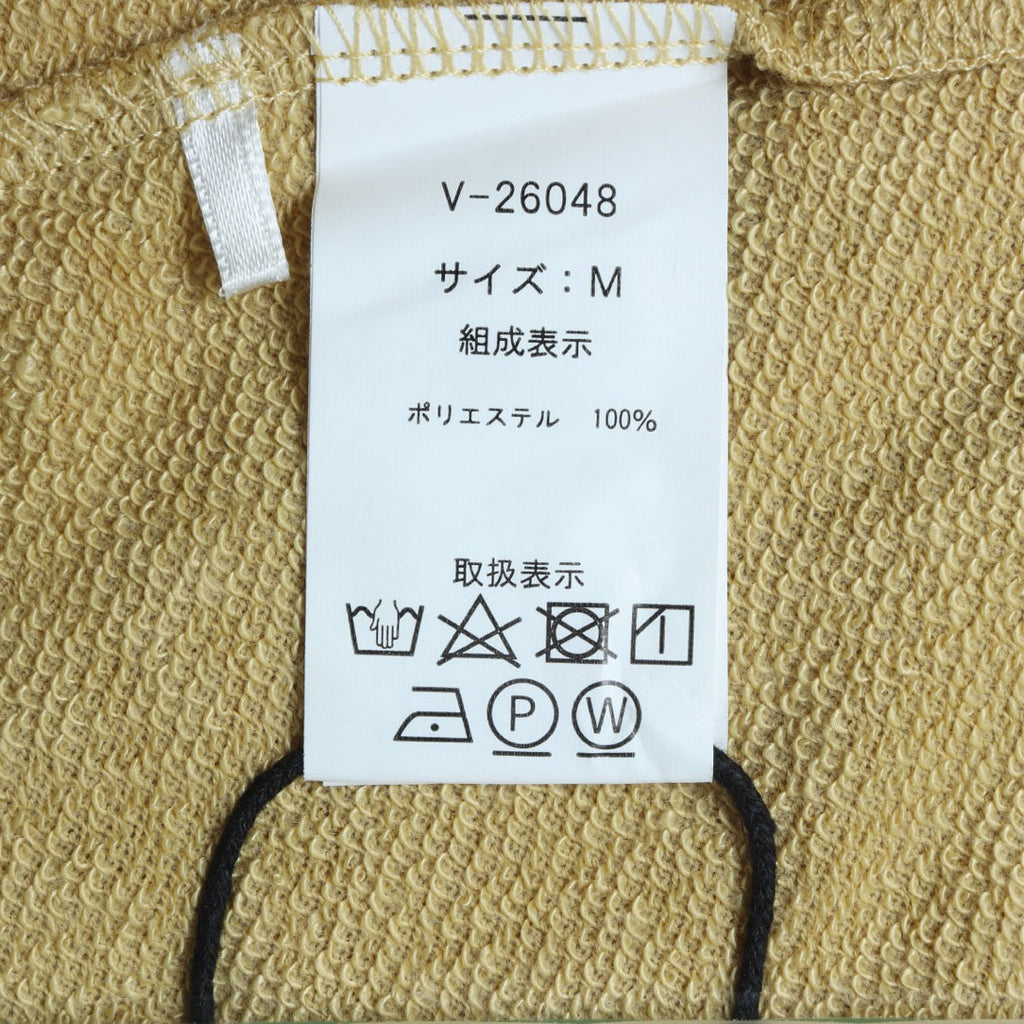 V-26048
サイズ：M
組成表示
ポリエステル 100%
取扱表示
P W